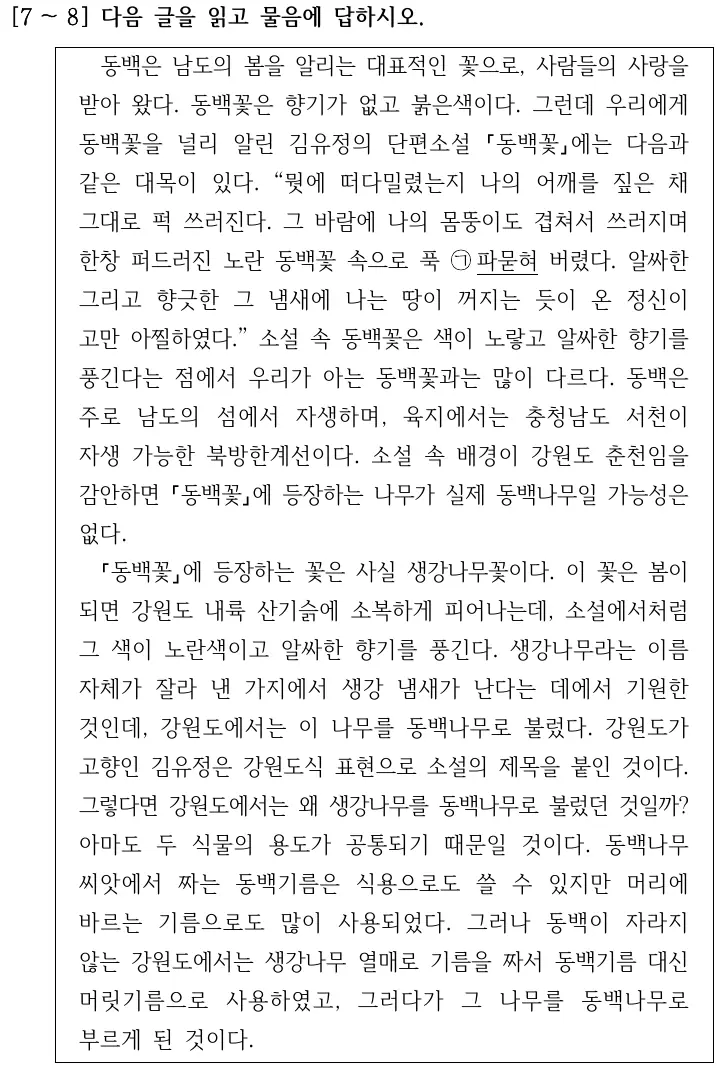 [7 ~ 8] 다음 글을 읽고 물음에 답하시오.
동백은 남도의 봄을 알리는 대표적인 꽃으로, 사람들의 사랑을
받아 왔다. 동백꽃은 향기가 없고 붉은색이다. 그런데 우리에게
동백꽃을 널리 알린 김유정의 단편소설 「동백꽃」에는 다음과
같은 대목이 있다. “뭣에 떠다밀렸는지 나의 어깨를 짚은 채
그대로 퍽 쓰러진다. 그 바람에 나의 몸뚱이도 겹쳐서 쓰러지며
한창 퍼드러진 노란 동백꽃 속으로 푹 ㉠파묻혀 버렸다. 알싸한
그리고 향긋한 그 냄새에 나는 땅이 꺼지는 듯이 온 정신이
고만 아찔하였다.” 소설 속 동백꽃은 색이 노랗고 알싸한 향기를
풍긴다는 점에서 우리가 아는 동백꽃과는 많이 다르다. 동백은
주로 남도의 섬에서 자생하며, 육지에서는 충청남도 서천이
자생 가능한 북방한계선이다. 소설 속 배경이 강원도 춘천임을
감안하면 「동백꽃」에 등장하는 나무가 실제 동백나무일 가능성은
없다.
「동백꽃」에 등장하는 꽃은 사실 생강나무꽃이다. 이 꽃은 봄이
되면 강원도 내륙 산기슭에 소복하게 피어나는데, 소설에서처럼
그 색이 노란색이고 알싸한 향기를 풍긴다. 생강나무라는 이름
자체가 잘라 낸 가지에서 생강 냄새가 난다는 데에서 기원한
것인데, 강원도에서는 이 나무를 동백나무로 불렀다. 강원도가
고향인 김유정은 강원도식 표현으로 소설의 제목을 붙인 것이다.
그렇다면 강원도에서는 왜 생강나무를 동백나무로 불렀던 것일까?
아마도 두 식물의 용도가 공통되기 때문일 것이다. 동백나무
씨앗에서 짜는 동백기름은 식용으로도 쓸 수 있지만 머리에
바르는 기름으로도 많이 사용되었다. 그러나 동백이 자라지
않는 강원도에서는 생강나무 열매로 기름을 짜서 동백기름 대신
머릿기름으로 사용하였고, 그러다가 그 나무를 동백나무로
부르게 된 것이다.